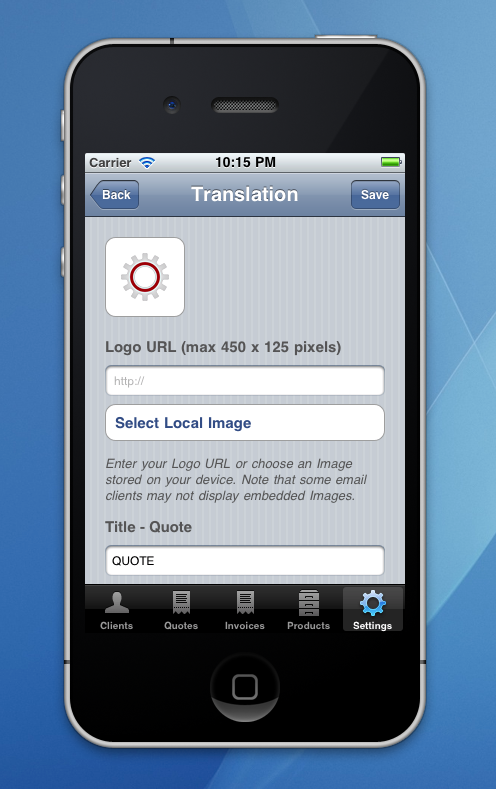 Carrier 10:15 PM
Back Translation Save
Logo URL (max 450 x 125 pixels)
http://
Select Local Image
Enter your Logo URL or choose an Image
stored on your device. Note that some email
clients may not display embedded Images.
Title - Quote
QUOTE
Clients Quotes Invoices Products Settings